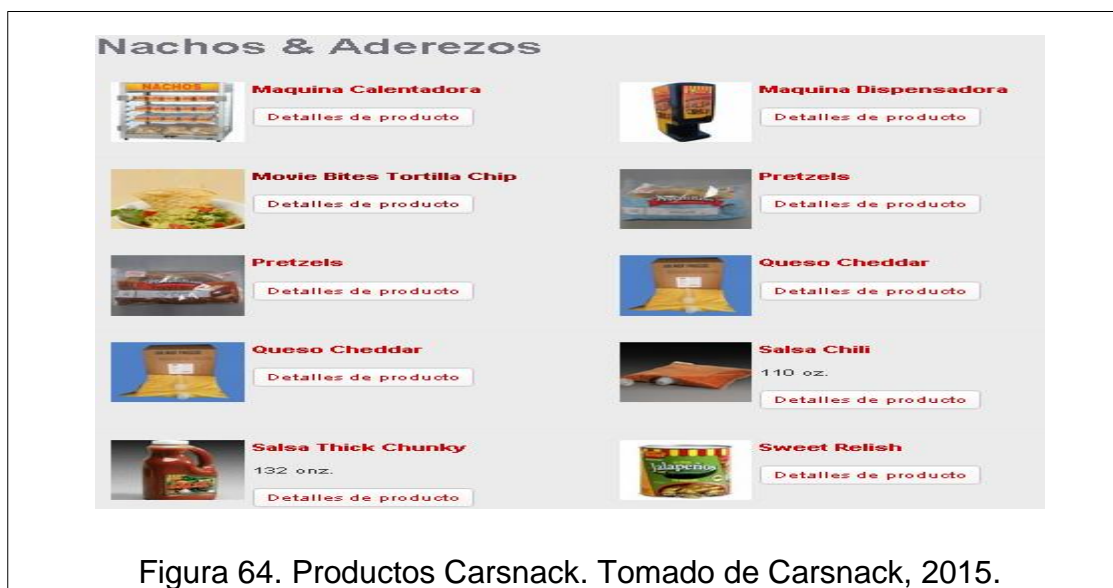 Nachos & Aderezos
NACHOS
Maquina Calentadora
Detalles de producto
Maquina Dispensadora
Detalles de producto
Movie Bites Tortilla Chip
Detalles de producto
Pretzels
Detalles de producto
Pretzels
Detalles de producto
Queso Cheddar
Detalles de producto
Queso Cheddar
Detalles de producto
Salsa Chili
110 oz.
Detalles de producto
Salsa Thick Chunky
132 onz.
Detalles de producto
Jalapeños
Sweet Relish
Detalles de producto
Figura 64. Productos Carsnack. Tomado de Carsnack, 2015.